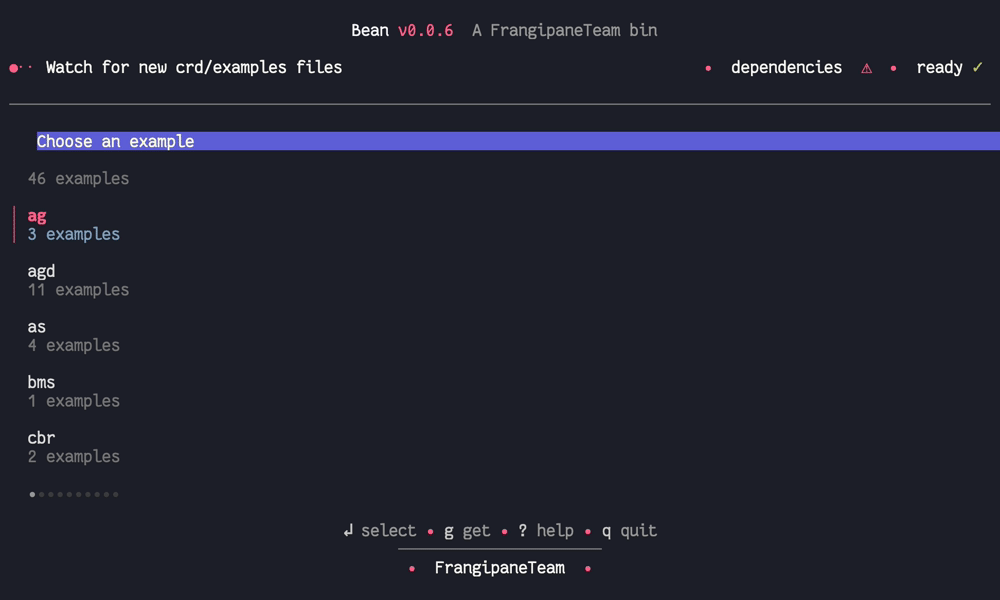 Bean v0.0.6 A FrangipaneTeam bin
●·· Watch for new crd/examples files • dependencies ⚠ • ready ✓
Choose an example
46 examples
ag
3 examples
agd
11 examples
as
4 examples
bms
1 examples
cbr
2 examples
↲ select • g get • ? help • q quit
• FrangipaneTeam •